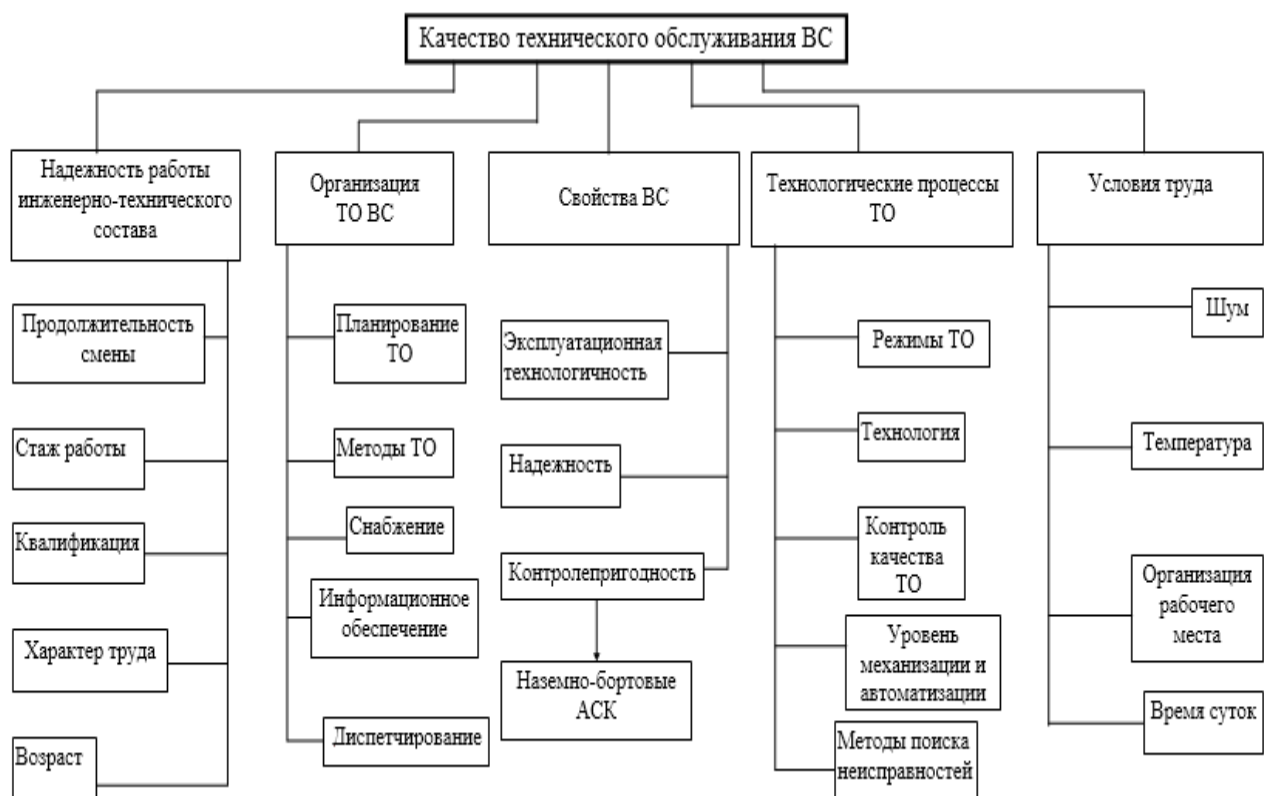 Качество технического обслуживания ВС
Надежность работы
инженерно-технического
состава
Продолжительность
смены
Стаж работы
Квалификация
Характер труда
Возраст
Организация
ТО ВС
Планирование
ТО
Методы ТО
Снабжение
Информационное
обеспечение
Диспетчирование
Свойства ВС
Эксплуатационная
технологичность
Надежность
Контролепригодность
Наземно-бортовые
АСК
Технологические процессы
ТО
Режимы ТО
Технология
Контроль
качества
ТО
Уровень
механизации и
автоматизации
Методы поиска
неисправностей
Условия труда
Шум
Температура
Организация
рабочего
места
Время суток